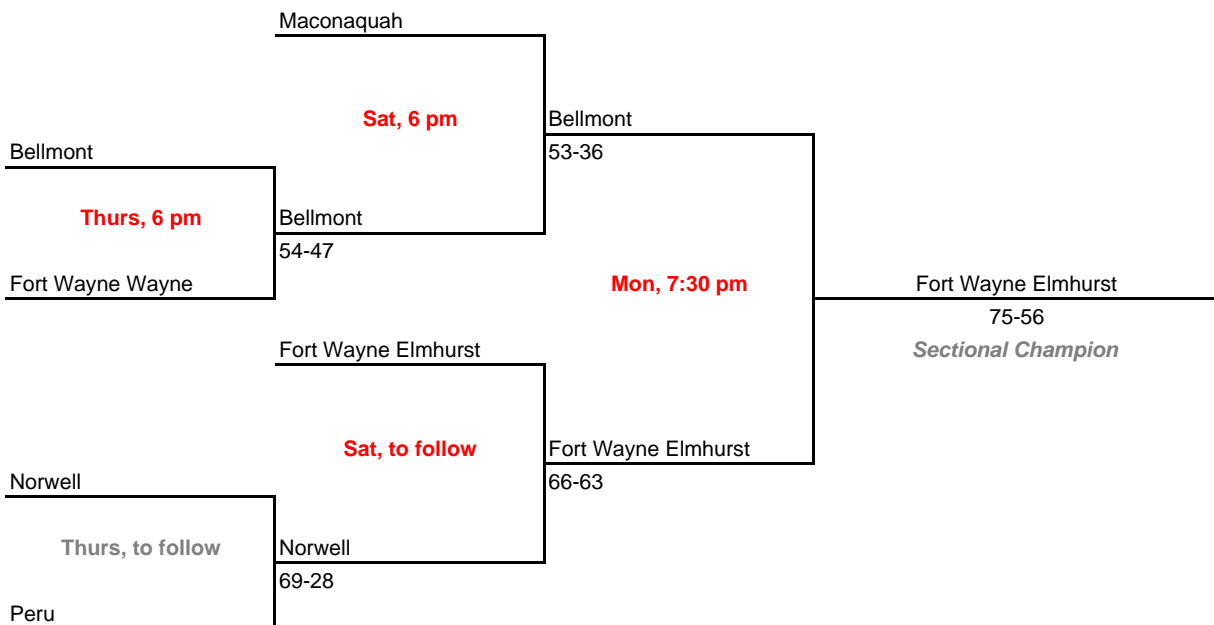 Maconaquah
Sat, 6 pm
Bellmont
Bellmont
53-36
Thurs, 6 pm
Bellmont
54-47
Fort Wayne Wayne
Mon, 7:30 pm
Fort Wayne Elmhurst
75-56
Fort Wayne Elmhurst
Sectional Champion
Sat, to follow
Fort Wayne Elmhurst
Norwell
66-63
Thurs, to follow
Norwell
69-28
Peru